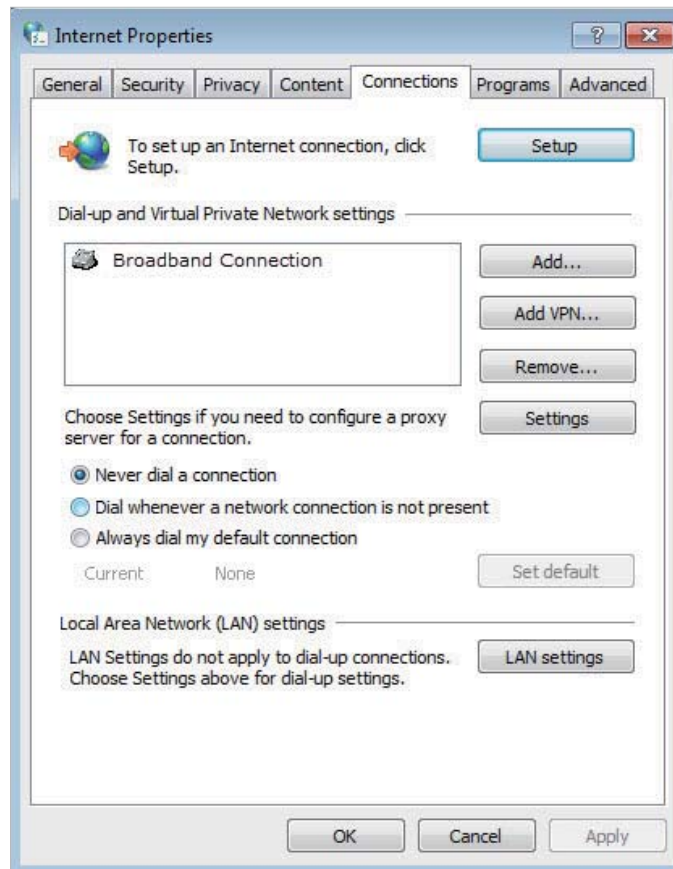 Internet Properties
General Security Privacy Content Connections Programs Advanced
To set up an Internet connection, click
Setup.
Setup
Dial-up and Virtual Private Network settings
Broadband Connection
Add...
Add VPN...
Remove...
Choose Settings if you need to configure a proxy
server for a connection.
Settings
Never dial a connection
Dial whenever a network connection is not present
Always dial my default connection
Current None
Set default
Local Area Network (LAN) settings
LAN Settings do not apply to dial-up connections.
Choose Settings above for dial-up settings.
LAN settings
OK Cancel Apply